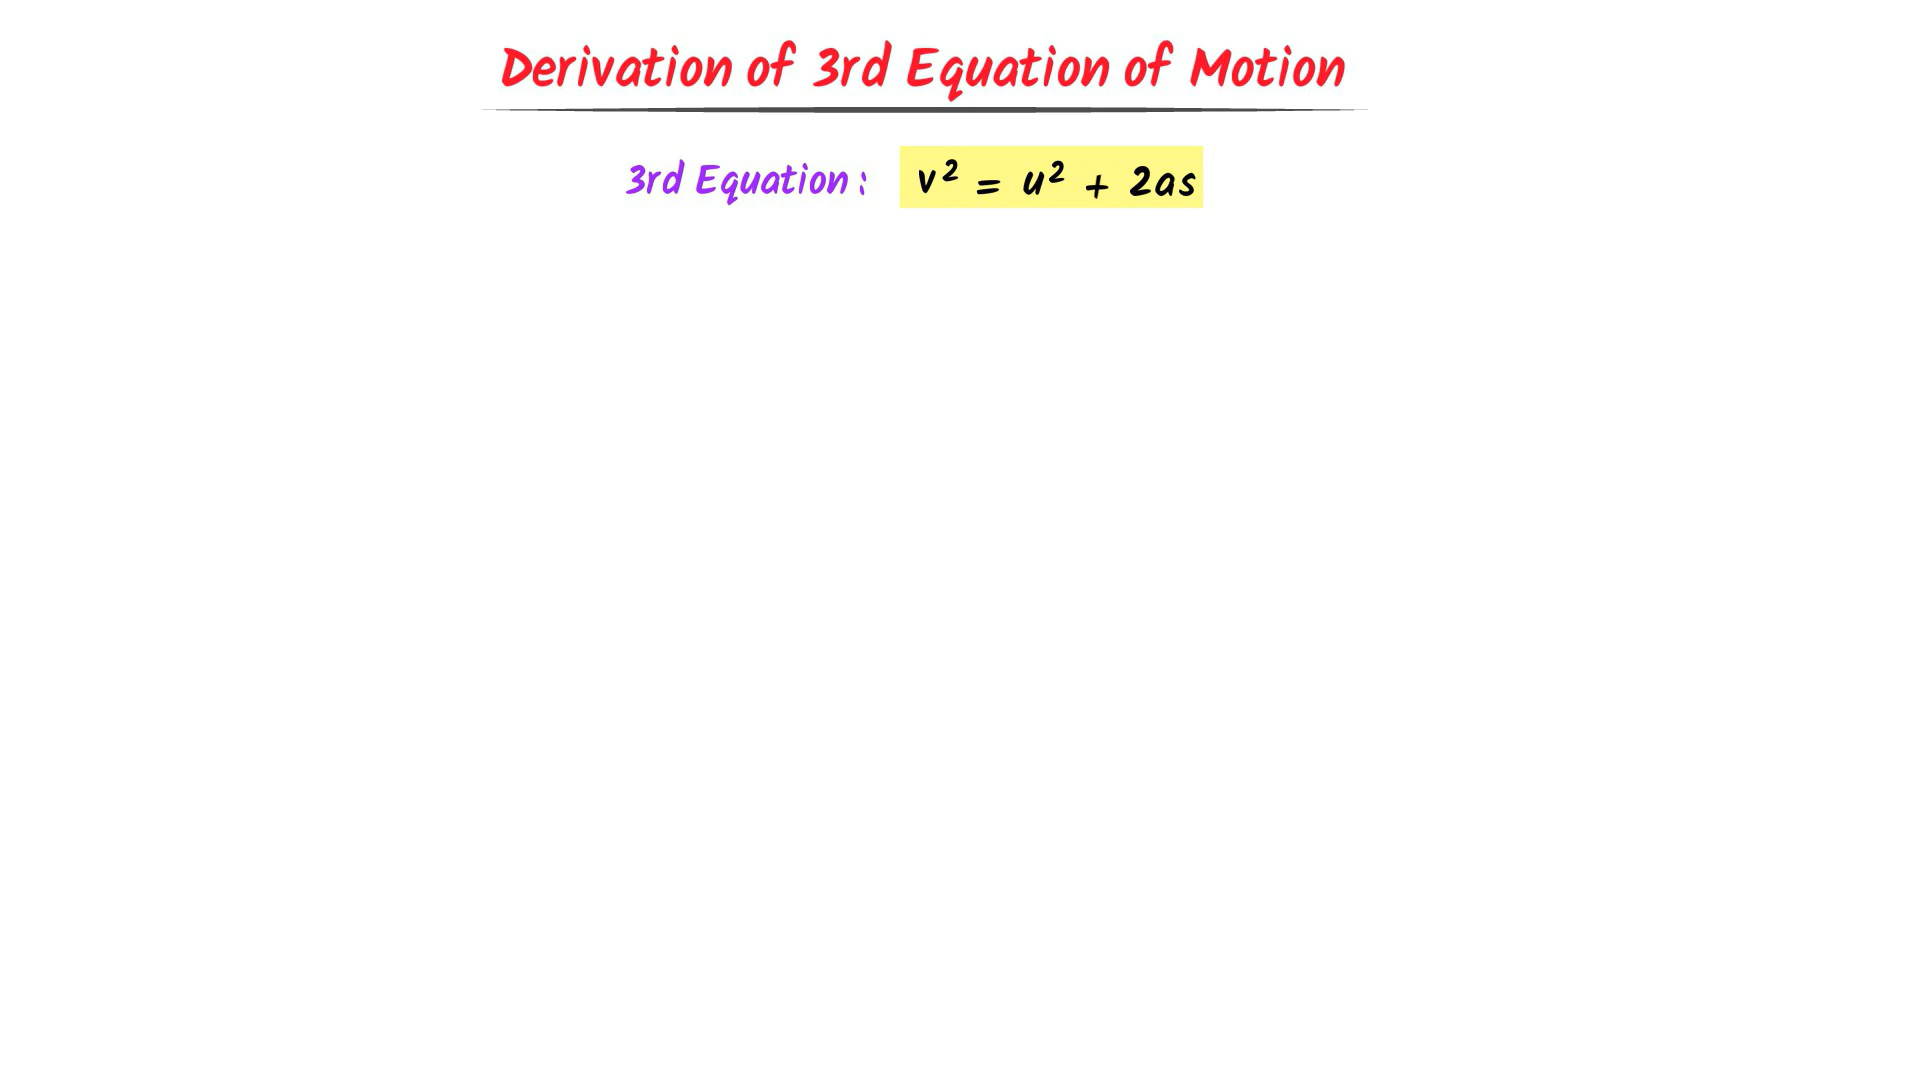 Derivation of 3rd Equation of Motion
3rd Equation : v² = u² + 2as